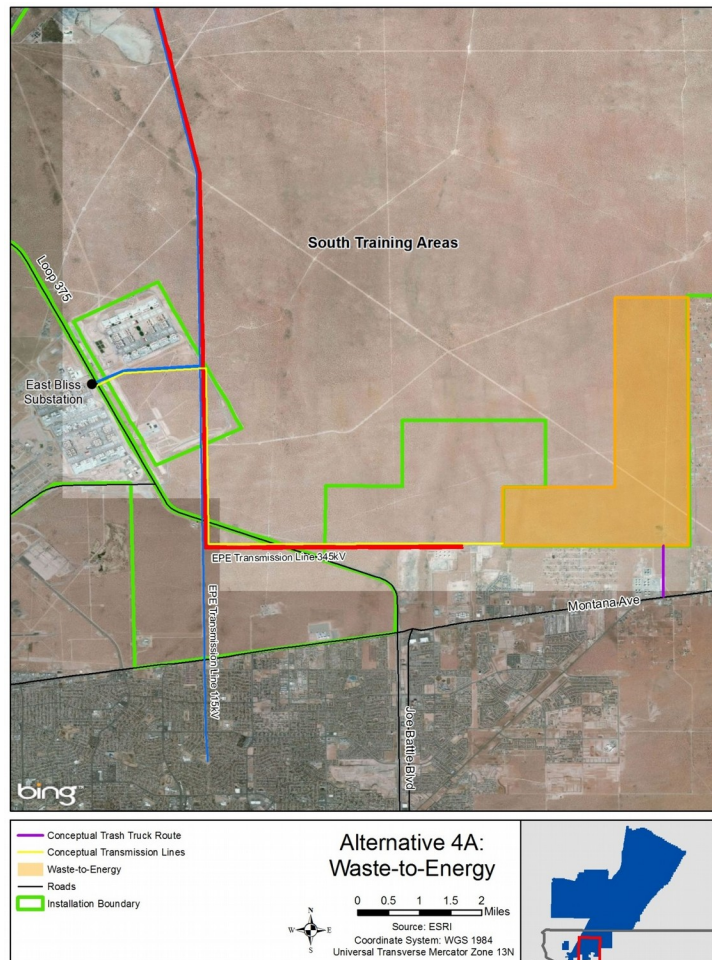 South Training Areas
Loop 375
East Bliss
Substation
EPE Transmission Line 345kV
EPE Transmission Line 115kV
Montana Ave
Joe Battle Blvd
bing™
Conceptual Trash Truck Route
Conceptual Transmission Lines
Waste-to-Energy
Roads
Installation Boundary
Alternative 4A:
Waste-to-Energy
N
W E
S
0 0.5 1 1.5 2
Miles
Source: ESRI
Coordinate System: WGS 1984
Universal Transverse Mercator Zone 13N